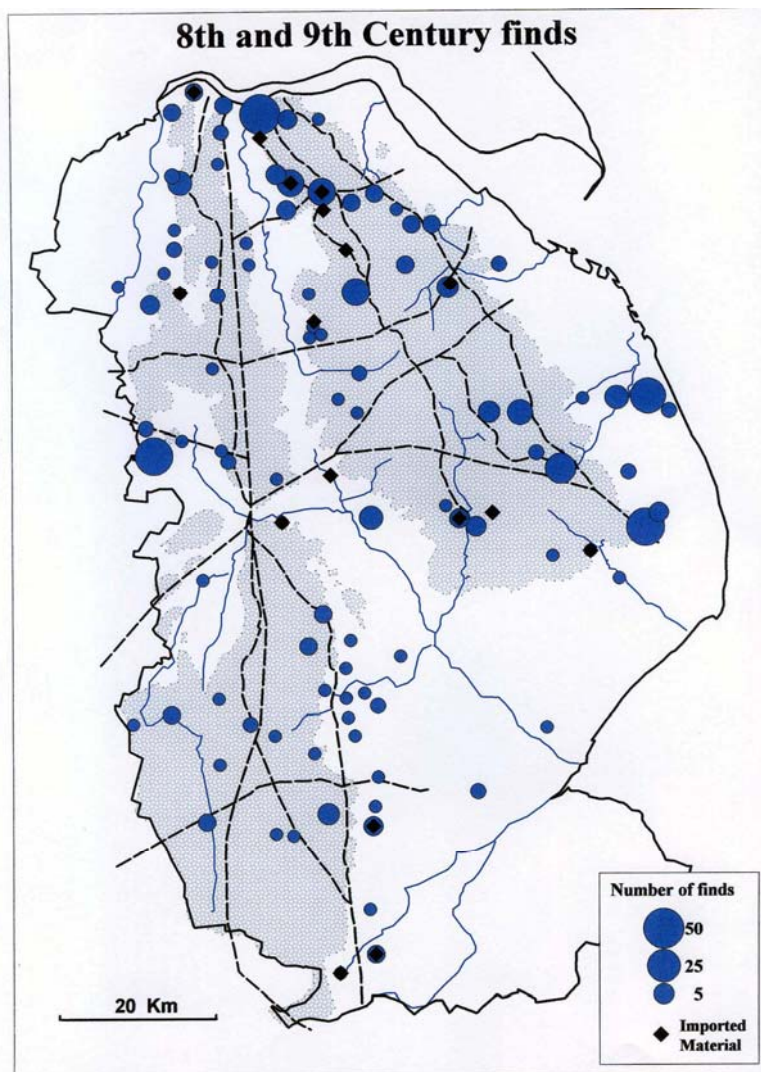 8th and 9th Century finds
20 Km
Number of finds
50
25
5
Imported
Material